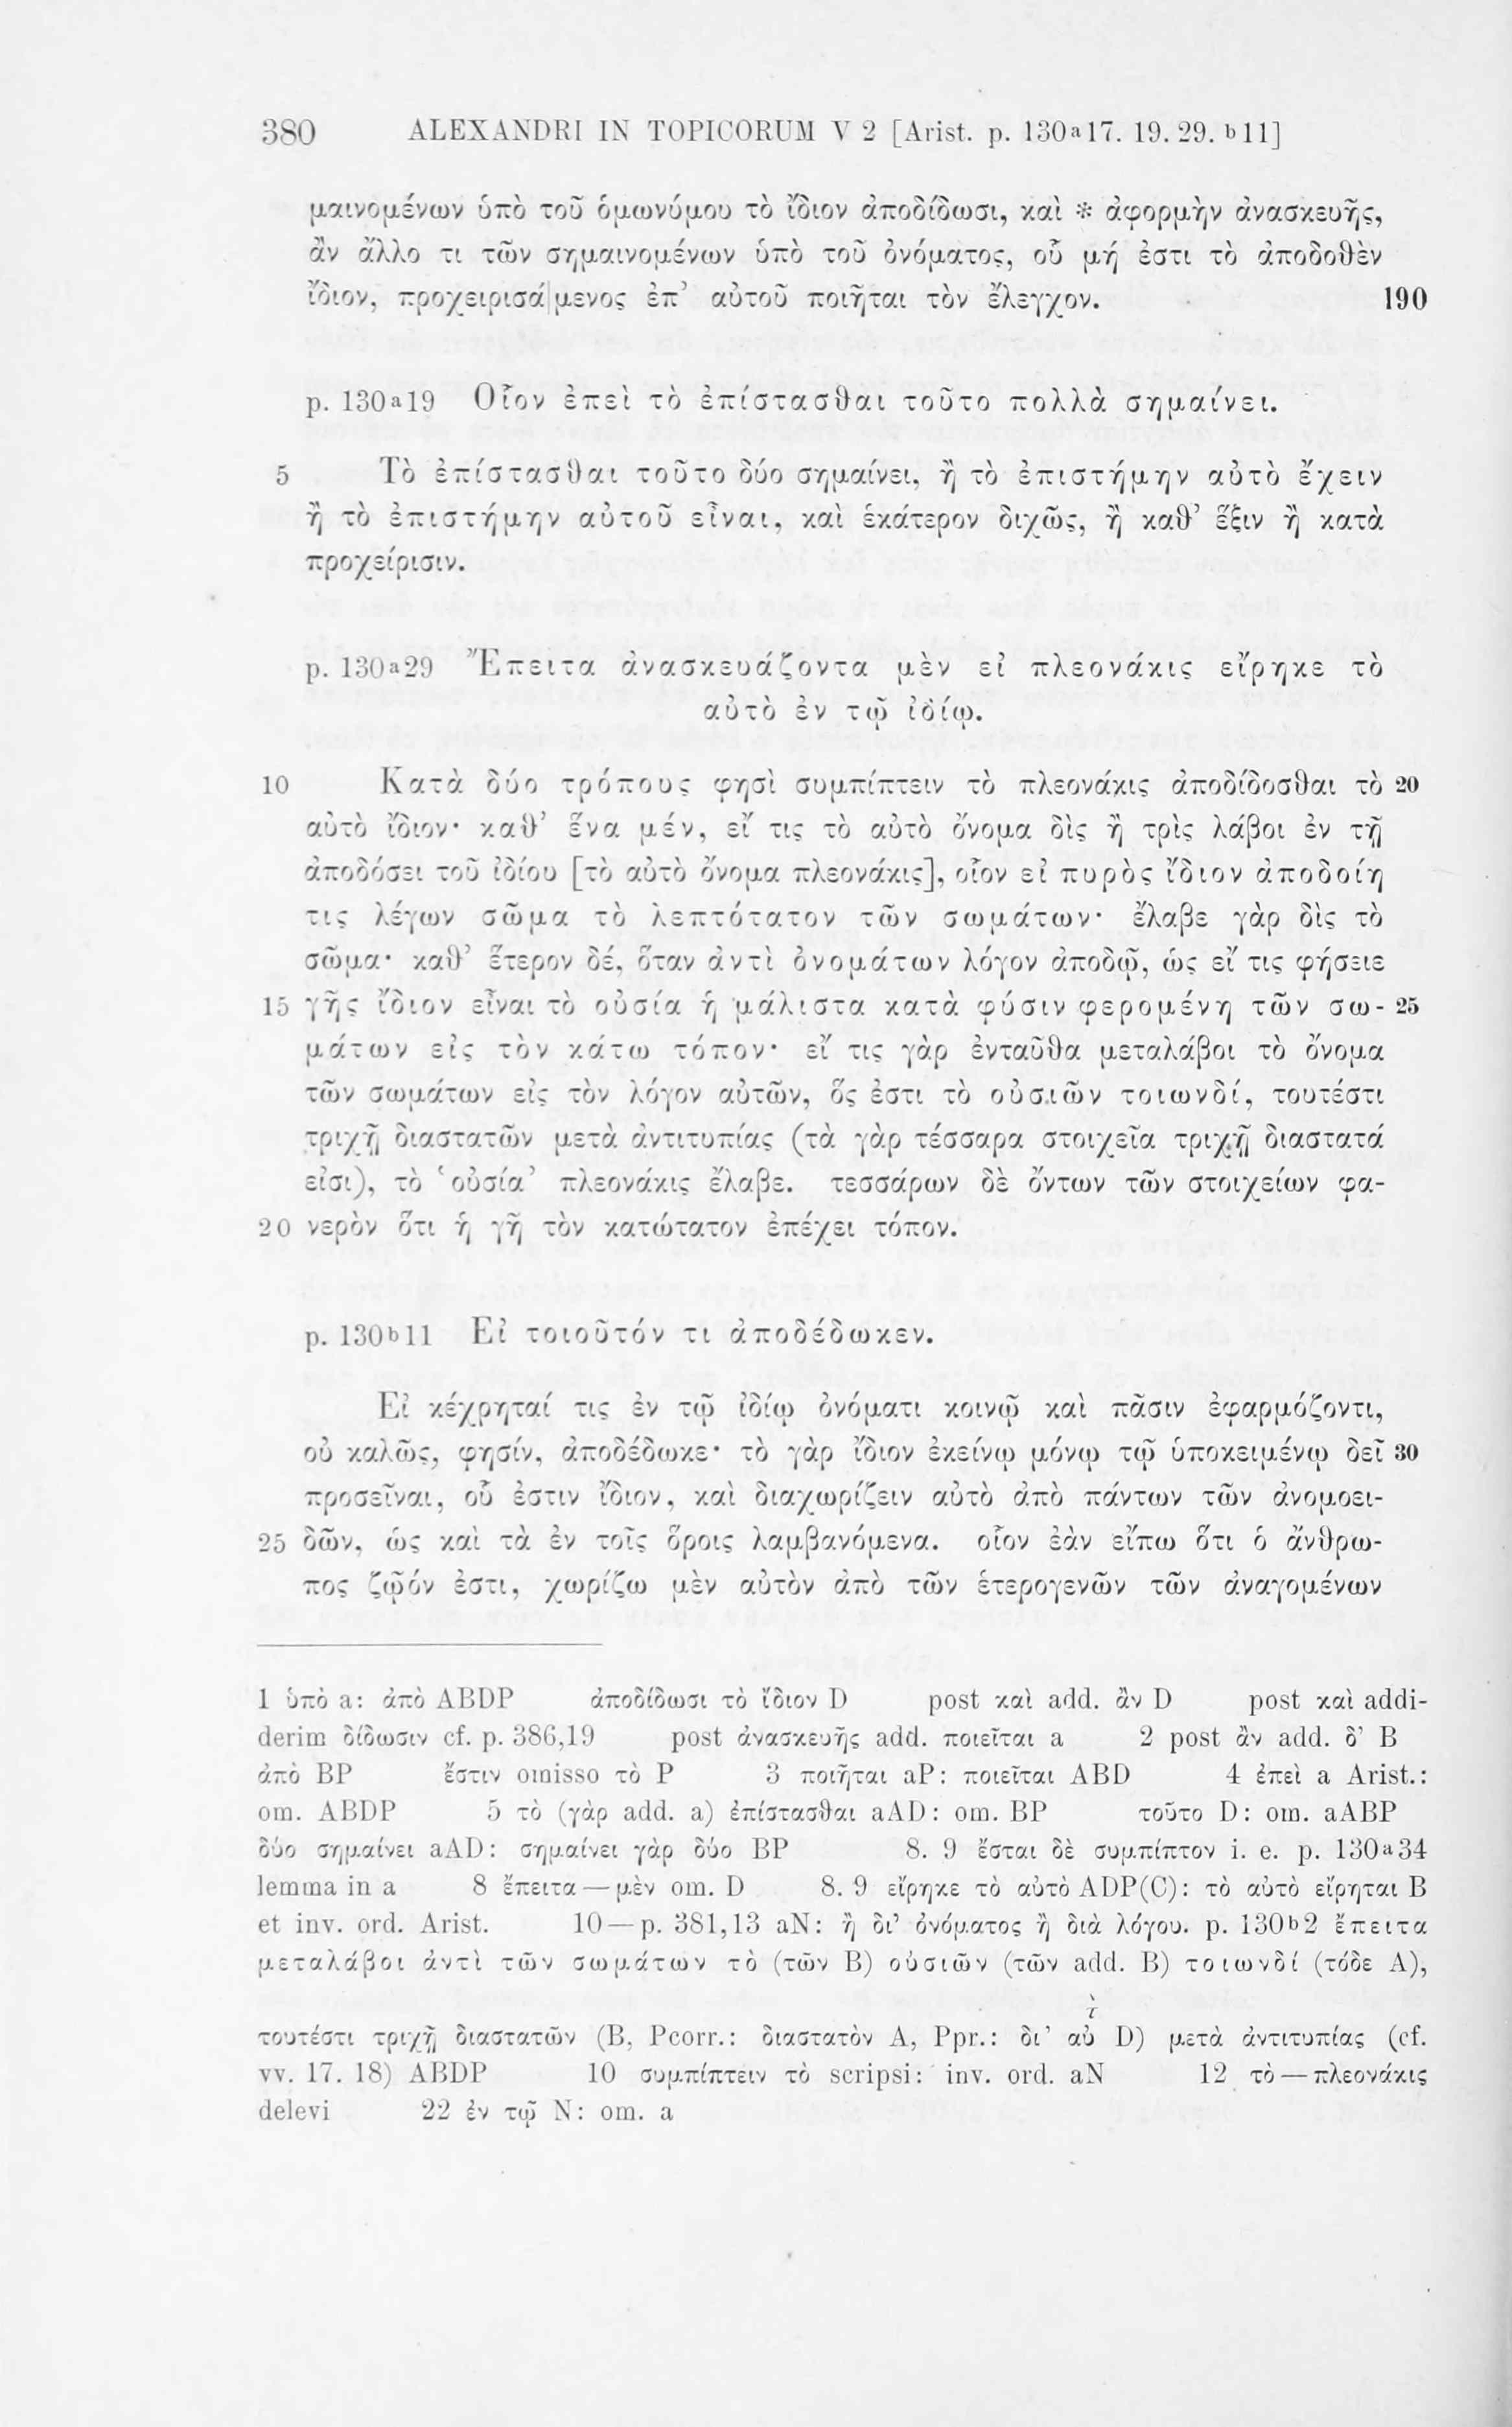 380 ALEXANDRI IN TOPICORUM V 2 [Arist. p. 130a17. 19. 29. b11]
μαινομένων ὑπὸ τοῦ ὁμωνύμου τὸ ἴδιον ἀποδίδωσι, καὶ * ἀφορμὴν ἀνασκευῆς,
ἂν ἄλλο τι τῶν σημαινομένων ὑπὸ τοῦ ὀνόματος, οὗ μή ἐστι τὸ ἀποδοθὲν
ἴδιον, προχειρισά|μενος ἐπ’ αὐτοῦ ποιῆται τὸν ἔλεγχον. 190
p. 130a19 Οἷον ἐπεὶ τὸ ἐπίστασθαι τοῦτο πολλὰ σημαίνει.
5 Τὸ ἐπίστασθαι τοῦτο δύο σημαίνει, ἢ τὸ ἐπιστήμην αὐτὸ ἔχειν
ἢ τὸ ἐπιστήμην αὐτοῦ εἶναι, καὶ ἑκάτερον διχῶς, ἢ καθ’ ἕξιν ἢ κατὰ
προχείρισιν.
p. 130a29 Ἔπειτα ἀνασκευάζοντα μὲν εἰ πλεονάκις εἴρηκε τὸ
αὐτὸ ἐν τῷ ἰδίῳ.
10 Κατὰ δύο τρόπους φησὶ συμπίπτειν τὸ πλεονάκις ἀποδίδοσθαι τὸ 20
αὐτὸ ἴδιον· καθ’ ἕνα μέν, εἴ τις τὸ αὐτὸ ὄνομα δὶς ἢ τρὶς λάβοι ἐν τῇ
ἀποδόσει τοῦ ἰδίου [τὸ αὐτὸ ὄνομα πλεονάκις], οἷον εἰ πυρὸς ἴδιον ἀποδοίη
τις λέγων σῶμα τὸ λεπτότατον τῶν σωμάτων· ἔλαβε γὰρ δὶς τὸ
σῶμα· καθ’ ἕτερον δέ, ὅταν ἀντὶ ὀνομάτων λόγον ἀποδῷ, ὡς εἴ τις φήσειε
15 γῆς ἴδιον εἶναι τὸ οὐσία ἡ μάλιστα κατὰ φύσιν φερομένη τῶν σω- 25
μάτων εἰς τὸν κάτω τόπον· εἴ τις γὰρ ἐνταῦθα μεταλάβοι τὸ ὄνομα
τῶν σωμάτων εἰς τὸν λόγον αὐτῶν, ὅς ἐστι τὸ οὐσιῶν τοιωνδί, τουτέστι
τριχῇ διαστατῶν μετὰ ἀντιτυπίας (τὰ γὰρ τέσσαρα στοιχεῖα τριχῇ διαστατά
εἰσι), τὸ ‘οὐσία’ πλεονάκις ἔλαβε. τεσσάρων δὲ ὄντων τῶν στοιχείων φα-
20 νερὸν ὅτι ἡ γῆ τὸν κατώτατον ἐπέχει τόπον.
p. 130b11 Εἰ τοιοῦτόν τι ἀποδέδωκεν.
Εἰ κέχρηταί τις ἐν τῷ ἰδίῳ ὀνόματι κοινῷ καὶ πᾶσιν ἐφαρμόζοντι,
οὐ καλῶς, φησίν, ἀποδέδωκε· τὸ γὰρ ἴδιον ἐκείνῳ μόνῳ τῷ ὑποκειμένῳ δεῖ 30
προσεῖναι, οὗ ἐστιν ἴδιον, καὶ διαχωρίζειν αὐτὸ ἀπὸ πάντων τῶν ἀνομοει-
25 δῶν, ὡς καὶ τὰ ἐν τοῖς ὅροις λαμβανόμενα. οἷον ἐὰν εἴπω ὅτι ὁ ἄνθρω-
πος ζῷόν ἐστι, χωρίζω μὲν αὐτὸν ἀπὸ τῶν ἑτερογενῶν τῶν ἀναγομένων
1 ὑπὸ a: ἀπὸ ABDP ἀποδίδωσι τὸ ἴδιον D post καὶ add. ἂν D post καὶ addi-
derim δίδωσιν cf. p. 386,19 post ἀνασκευῆς add. ποιεῖται a 2 post ἂν add. δ’ B
ἀπὸ BP ἔστιν omisso τὸ P 3 ποιῆται aP: ποιεῖται ABD 4 ἐπεὶ a Arist.:
om. ABDP 5 τὸ (γὰρ add. a) ἐπίστασθαι aAD: om. BP τοῦτο D: om. aABP
δύο σημαίνει aAD: σημαίνει γὰρ δύο BP 8. 9 ἔσται δὲ συμπίπτον i. e. p. 130a34
lemma in a 8 ἔπειτα — μὲν om. D 8. 9 εἴρηκε τὸ αὐτὸ ADP(C): τὸ αὐτὸ εἴρηται B
et inv. ord. Arist. 10 — p. 381,13 aN: ἢ δι’ ὀνόματος ἢ διὰ λόγου. p. 130b2 ἔπειτα
μεταλάβοι ἀντὶ τῶν σωμάτων τὸ (τῶν B) οὐσιῶν (τῶν add. B) τοιωνδί (τόδε A),
τουτέστι τριχῇ διαστατῶν (B, Pcorr.: διαστατὸν A, Ppr.: δι’ αὐτ̀ D) μετὰ ἀντιτυπίας (cf.
vv. 17. 18) ABDP 10 συμπίπτειν τὸ scripsi: inv. ord. aN 12 τὸ — πλεονάκις
delevi 22 ἐν τῷ N: om. a